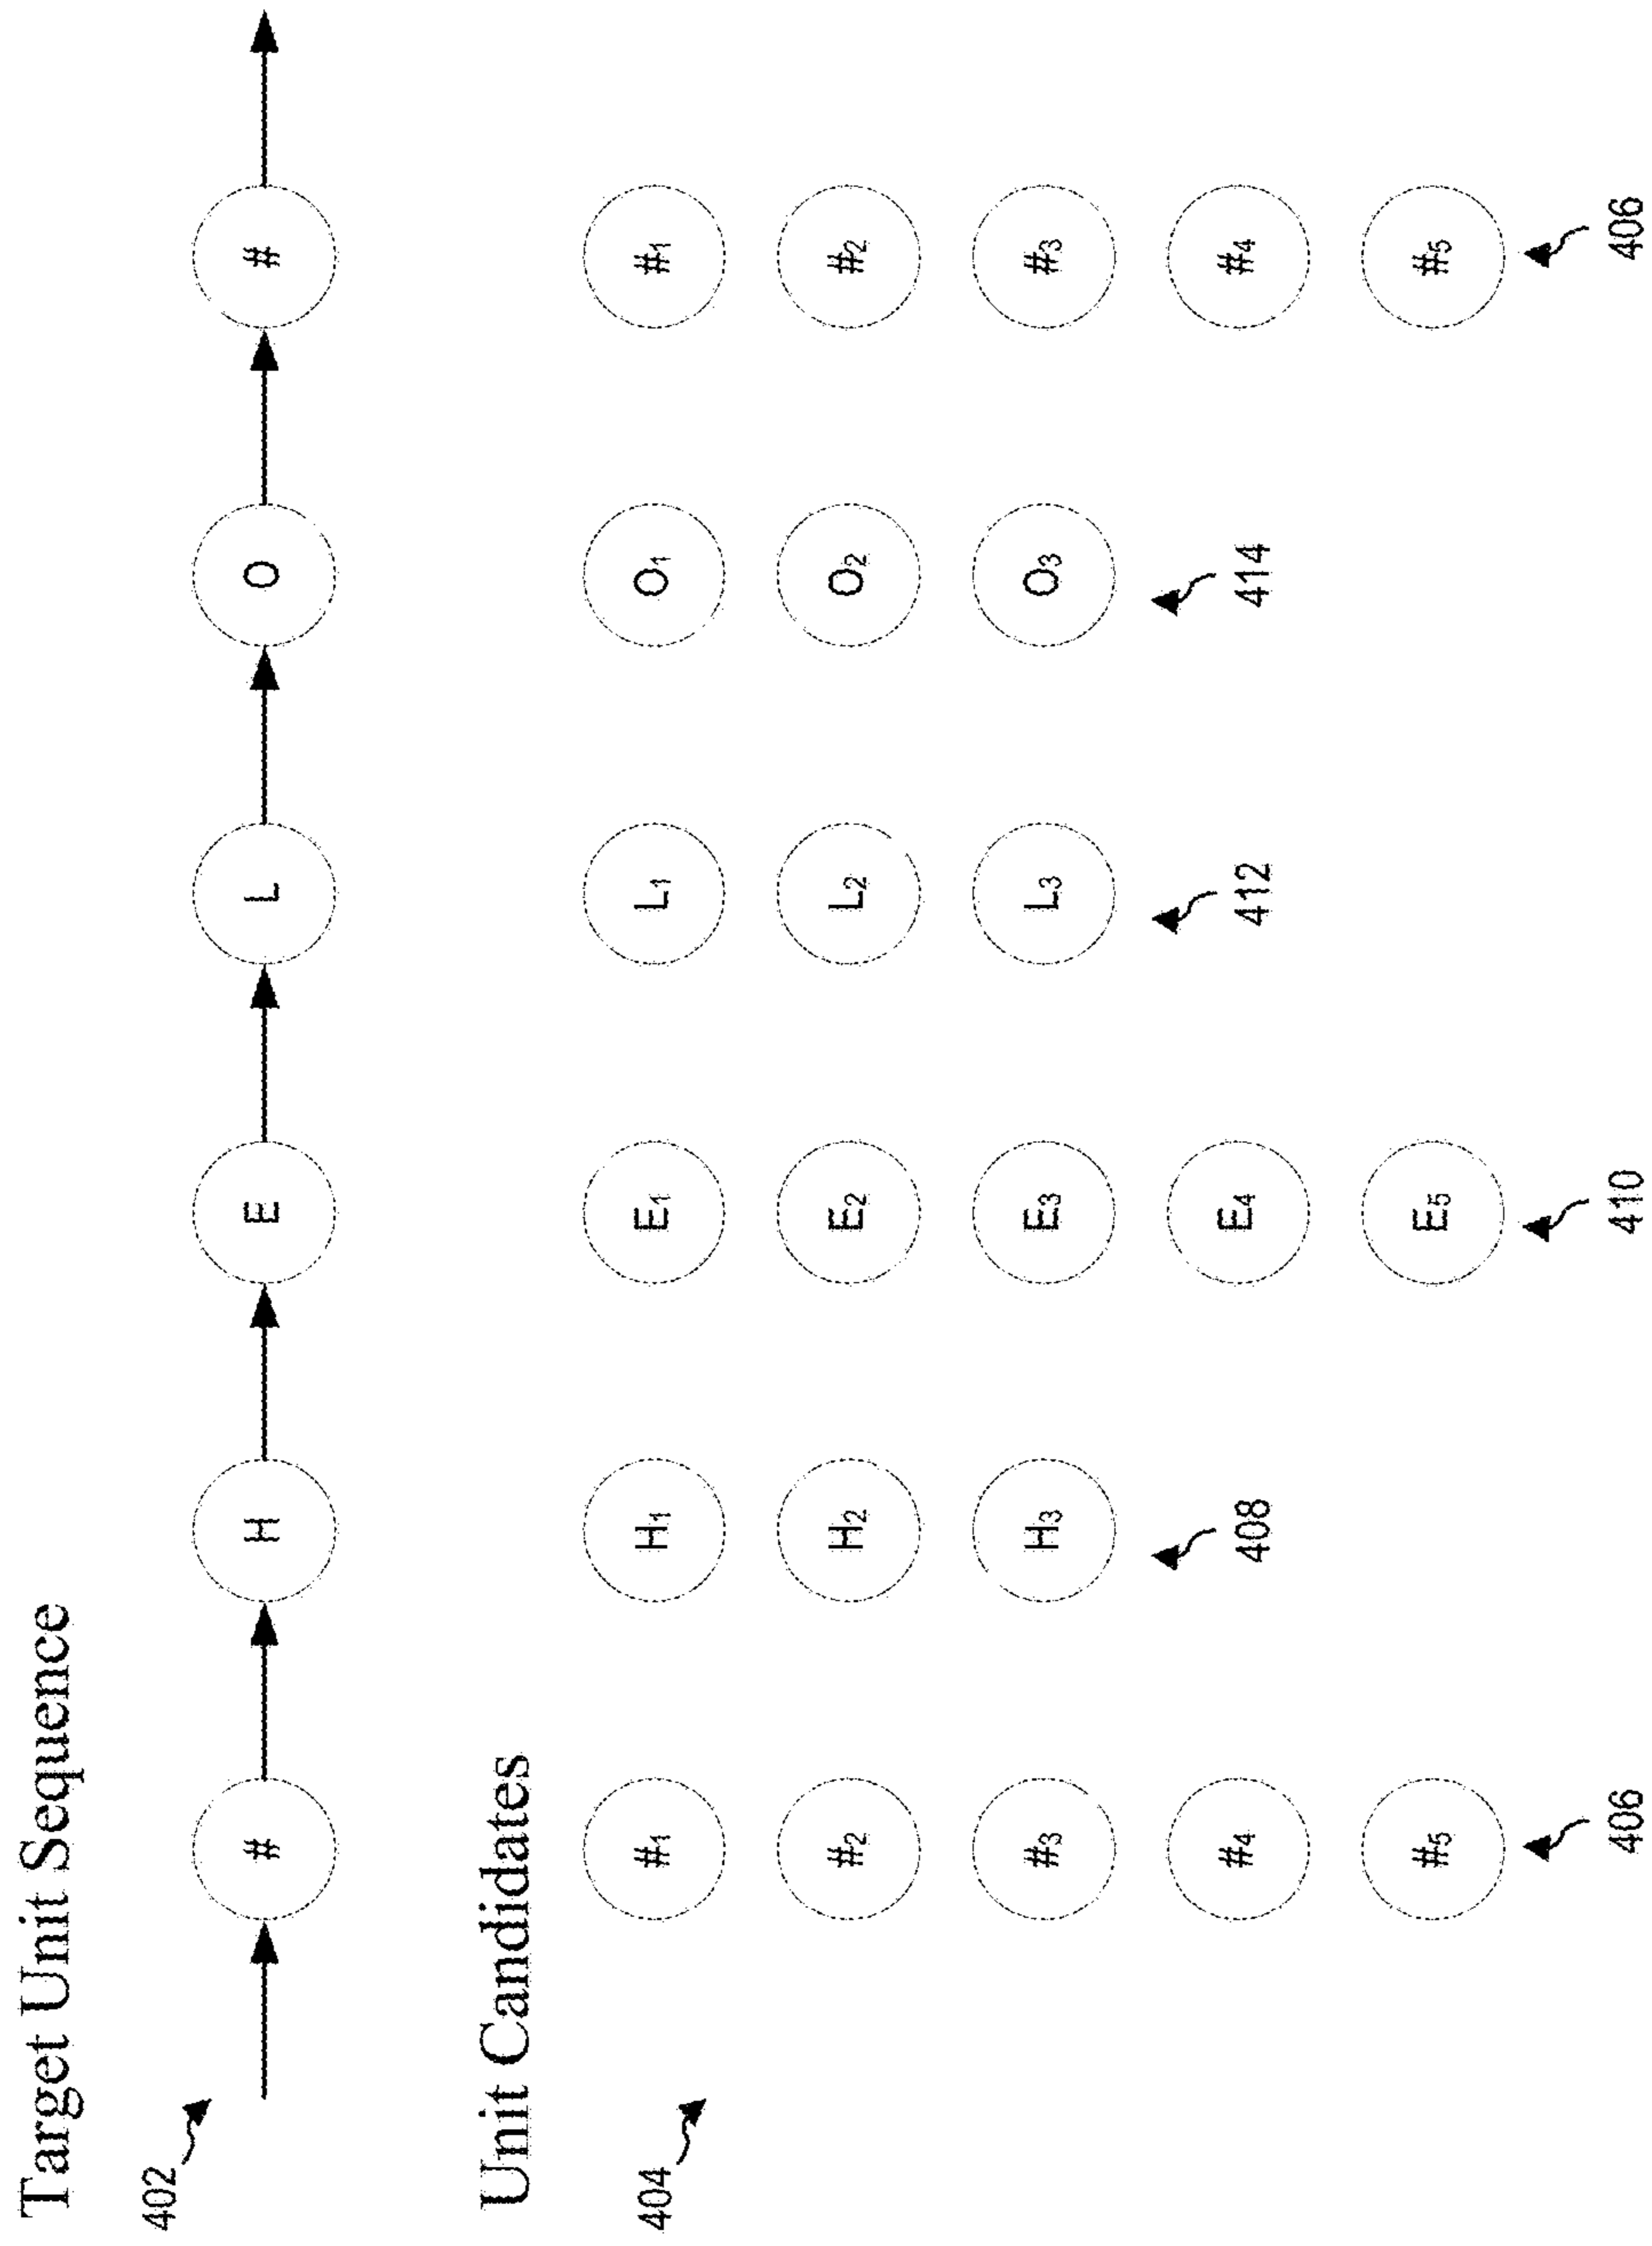 Target Unit Sequence
402
# H E L O #
Unit Candidates
404
#1 H1 E1 L1 O1 #1
#2 H2 E2 L2 O2 #2
#3 H3 E3 L3 O3 #3
#4 E4 #4
#5 E5 #5
408 412 414
406 410 406